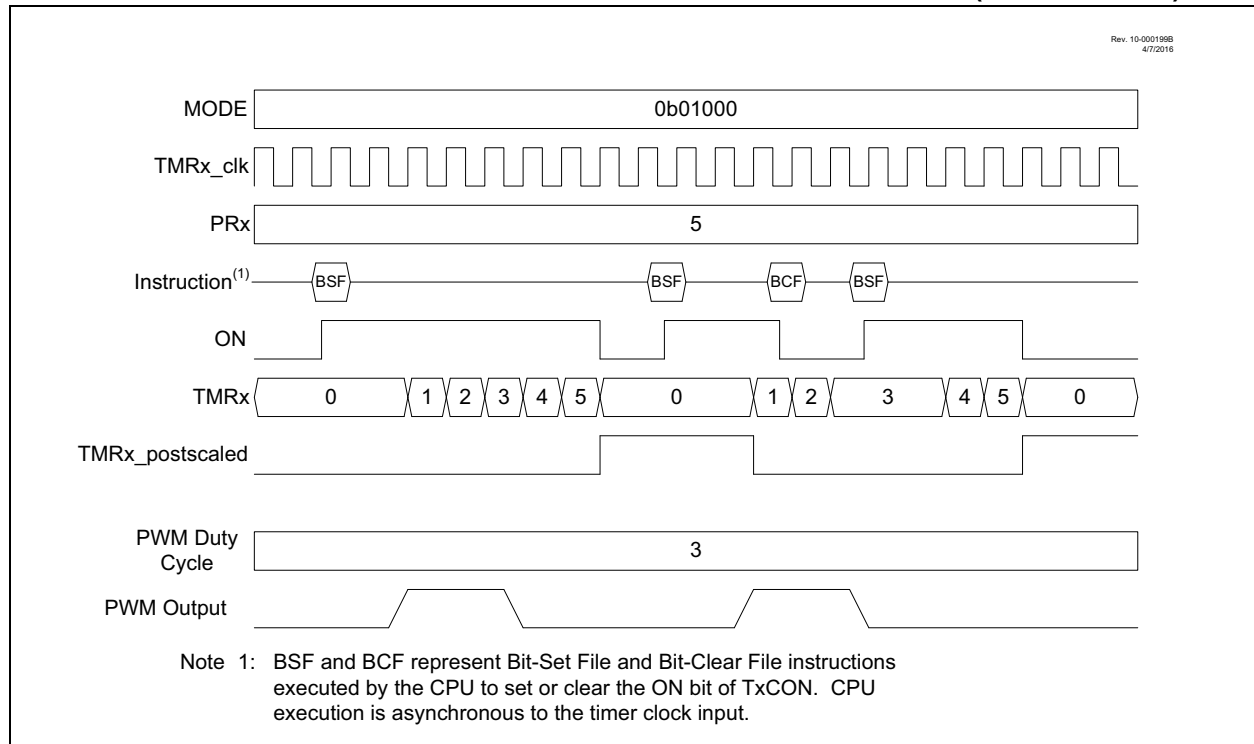 Rev. 10-000199B
4/7/2016
MODE 0b01000
TMRx_clk
PRx 5
Instruction(1) BSF BSF BCF BSF
ON
TMRx 0 1 2 3 4 5 0 1 2 3 4 5 0
TMRx_postscaled
PWM Duty
Cycle 3
PWM Output
Note 1: BSF and BCF represent Bit-Set File and Bit-Clear File instructions
executed by the CPU to set or clear the ON bit of TxCON. CPU
execution is asynchronous to the timer clock input.